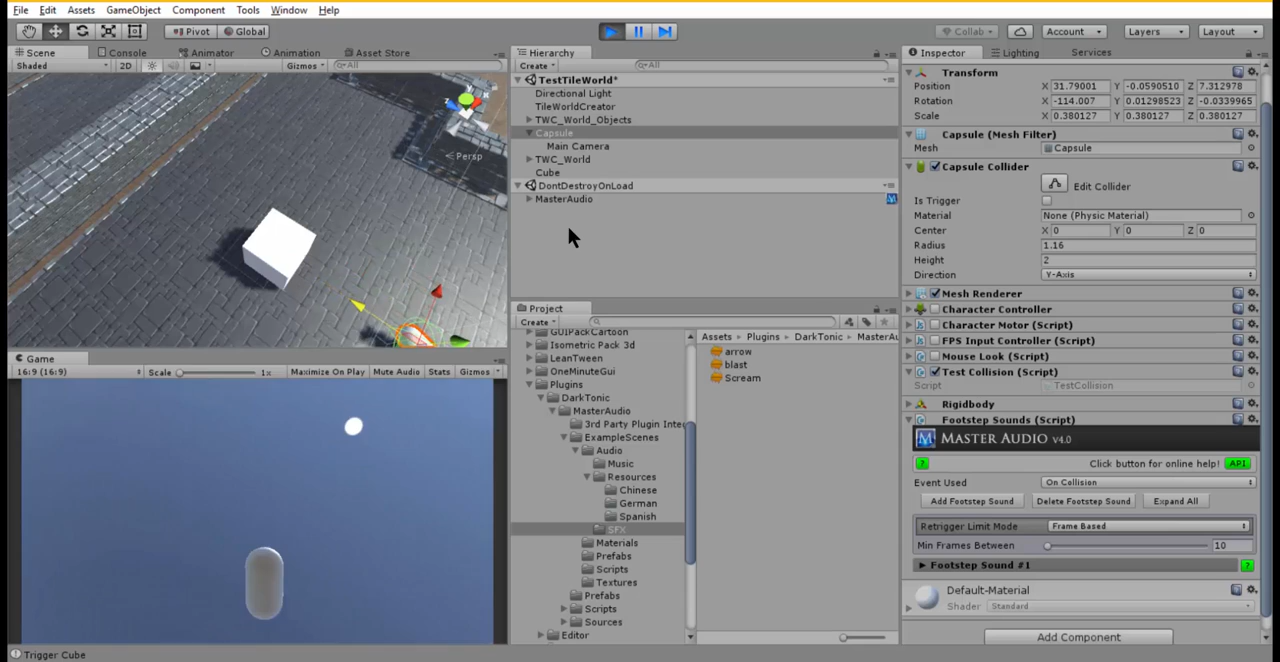 File Edit Assets GameObject Component Tools Window Help
Pivot Global Collab Account Layers Layout
Scene Console Animator Animation Asset Store
Shaded 2D Gizmos All
Persp
Game
16:9 (16:9) Scale 1x Maximize On Play Mute Audio Stats Gizmos
Hierarchy
Create All
TestTileWorld*
Directional Light
TileWorldCreator
TWC_World_Objects
Capsule
Main Camera
TWC_World
Cube
DontDestroyOnLoad
MasterAudio
Project
Create
GUIPackCartoon
Isometric Pack 3d
LeanTween
OneMinuteGui
Plugins
DarkTonic
MasterAudio
3rd Party Plugin Inte
ExampleScenes
Audio
Music
Resources
Chinese
German
Spanish
SFX
Materials
Prefabs
Scripts
Textures
Prefabs
Scripts
Sources
Editor
Assets Plugins DarkTonic MasterAu
arrow
blast
Scream
Inspector Lighting Services
Transform
Position X 31.79001 Y -0.0590510 Z 7.312978
Rotation X -114.007 Y 0.01298523 Z -0.0339965
Scale X 0.380127 Y 0.380127 Z 0.380127
Capsule (Mesh Filter)
Mesh Capsule
Capsule Collider
Edit Collider
Is Trigger
Material None (Physic Material)
Center X 0 Y 0 Z 0
Radius 1.16
Height 2
Direction Y-Axis
Mesh Renderer
Character Controller
Character Motor (Script)
FPS Input Controller (Script)
Mouse Look (Script)
Test Collision (Script)
Script TestCollision
Rigidbody
Footstep Sounds (Script)
MASTER AUDIO V4.0
? Click button for online help! API
Event Used On Collision
Add Footstep Sound Delete Footstep Sound Expand All
Retrigger Limit Mode Frame Based
Min Frames Between 10
Footstep Sound #1 ?
Default-Material
Shader Standard
Add Component
Trigger Cube